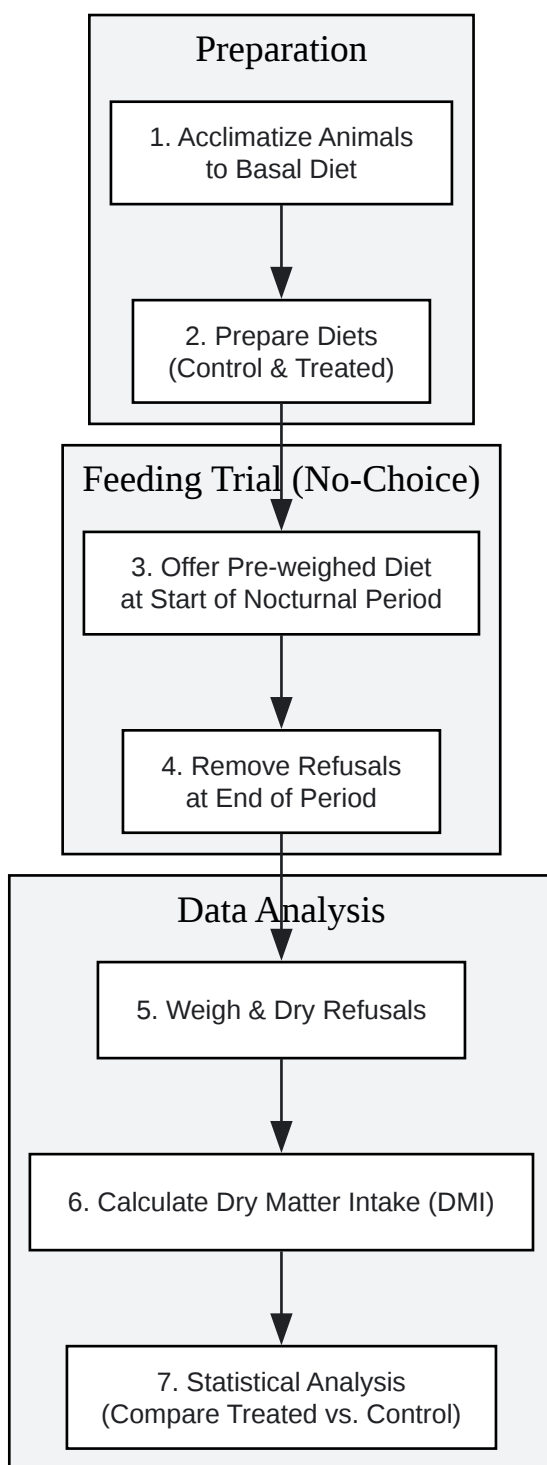 Preparation
1. Acclimatize Animals
to Basal Diet
2. Prepare Diets
(Control & Treated)
Feeding Trial (No-Choice)
3. Offer Pre-weighed Diet
at Start of Nocturnal Period
4. Remove Refusals
at End of Period
Data Analysis
5. Weigh & Dry Refusals
6. Calculate Dry Matter Intake (DMI)
7. Statistical Analysis
(Compare Treated vs. Control)